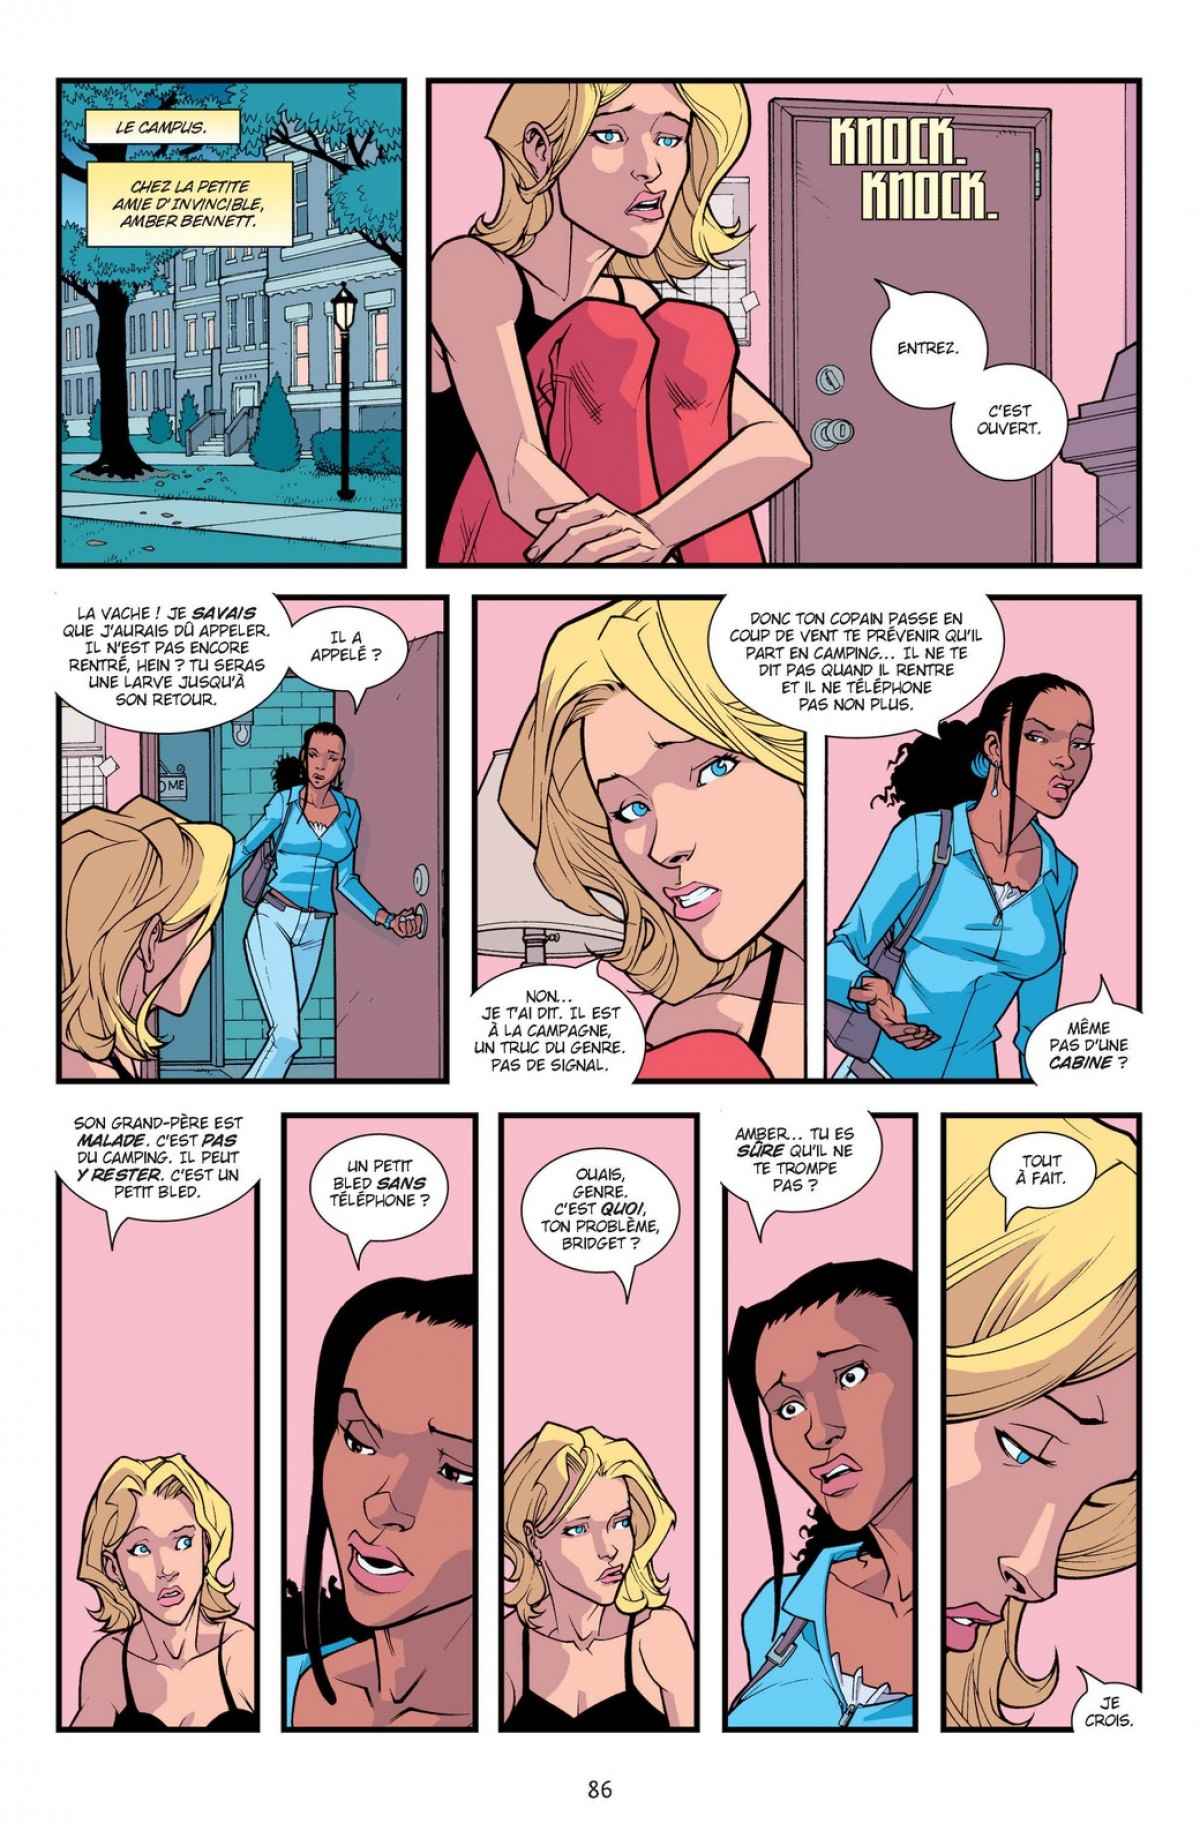 LE CAMPUS.
CHEZ LA PETITE
AMIE D'INVINCIBLE,
AMBER BENNETT.
KNOCK.
KNOCK.
ENTREZ.
C'EST
OUVERT.
LA VACHE ! JE SAVAIS
QUE J'AURAIS DÛ APPELER.
IL N'EST PAS ENCORE
RENTRÉ, HEIN ? TU SERAS
UNE LARVE JUSQU'À
SON RETOUR.
IL A
APPELÉ ?
OME
NON...
JE T'AI DIT. IL EST
À LA CAMPAGNE,
UN TRUC DU GENRE.
PAS DE SIGNAL.
DONC TON COPAIN PASSE EN
COUP DE VENT TE PRÉVENIR QU'IL
PART EN CAMPING... IL NE TE
DIT PAS QUAND IL RENTRE
ET IL NE TÉLÉPHONE
PAS NON PLUS.
MÊME
PAS D'UNE
CABINE ?
SON GRAND-PÈRE EST
MALADE. C'EST PAS
DU CAMPING. IL PEUT
Y RESTER. C'EST UN
PETIT BLED.
UN PETIT
BLED SANS
TÉLÉPHONE ?
OUAIS,
GENRE.
C'EST QUOI,
TON PROBLÈME,
BRIDGET ?
AMBER... TU ES
SÛRE QU'IL NE
TE TROMPE
PAS ?
TOUT
À FAIT.
JE
CROIS.
86